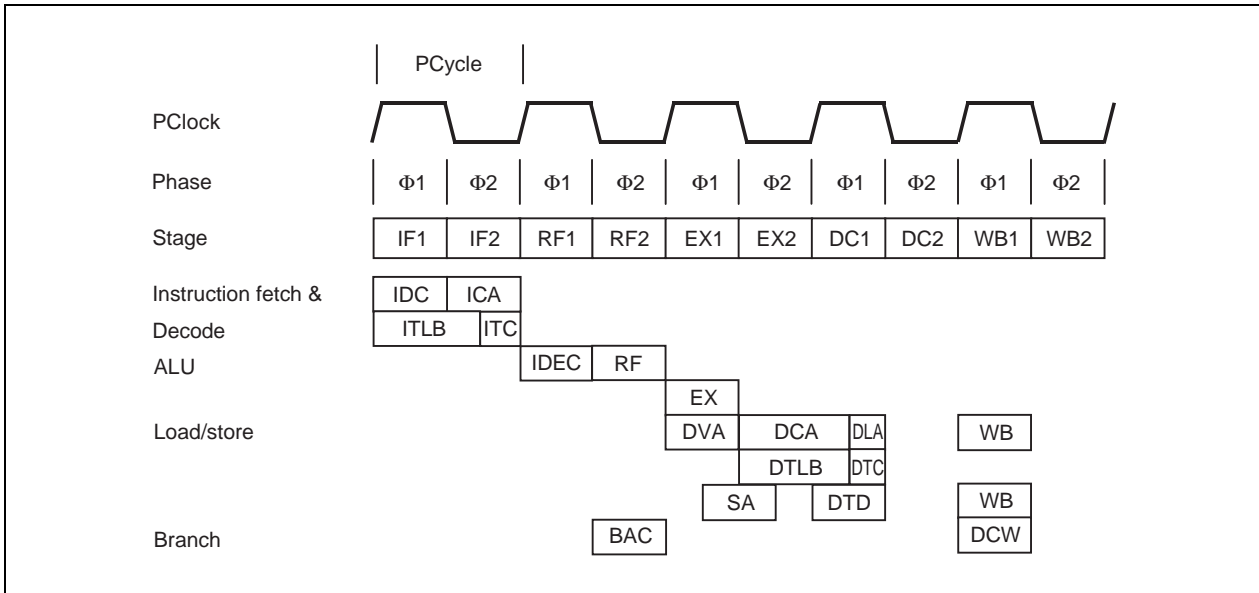 PCycle
PClock
Phase Φ1 Φ2 Φ1 Φ2 Φ1 Φ2 Φ1 Φ2 Φ1 Φ2
Stage IF1 IF2 RF1 RF2 EX1 EX2 DC1 DC2 WB1 WB2
Instruction fetch & IDC ICA
Decode ITLB ITC
ALU IDEC RF
EX
Load/store DVA DCA DLA WB
DTLB DTC
SA DTD WB
Branch BAC DCW